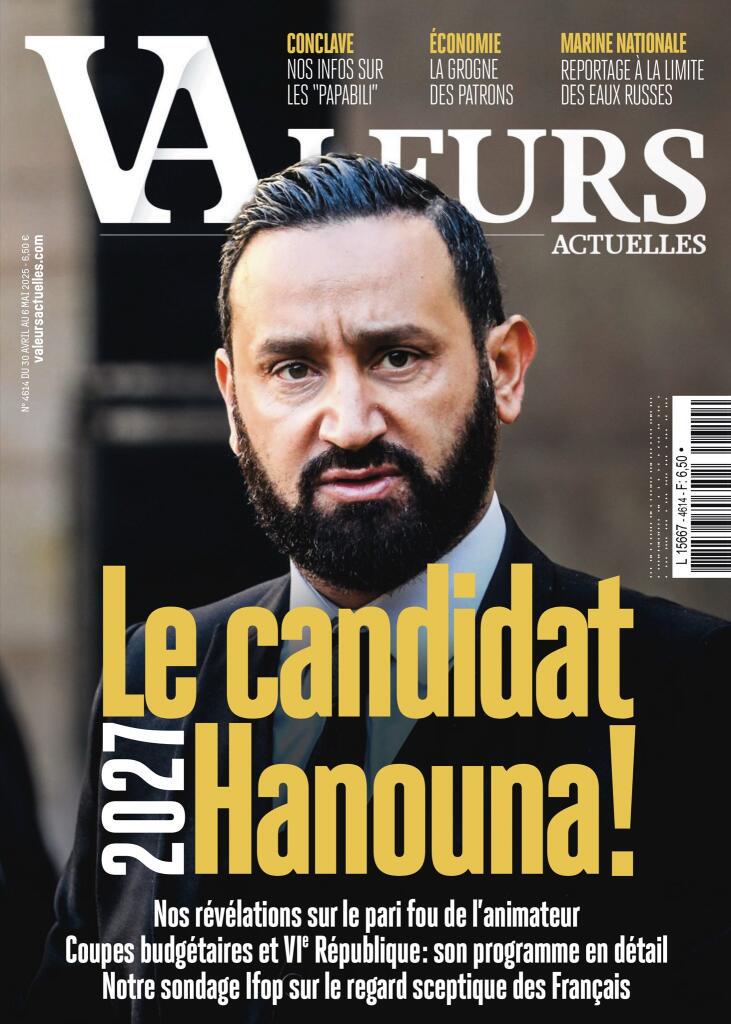 CONCLAVE
NOS INFOS SUR
LES "PAPABILI"
ÉCONOMIE
LA GROGNE
DES PATRONS
MARINE NATIONALE
REPORTAGE À LA LIMITE
DES EAUX RUSSES
VALEURS
ACTUELLES
N° 4614 DU 30 AVRIL AU 6 MAI 2025 - 6,50 €
valeursactuelles.com
L 15667 - 4614 - F: 6,50 €
Le candidat
2027
Hanouna!
Nos révélations sur le pari fou de l'animateur
Coupes budgétaires et VIe République: son programme en détail
Notre sondage Ifop sur le regard sceptique des Français